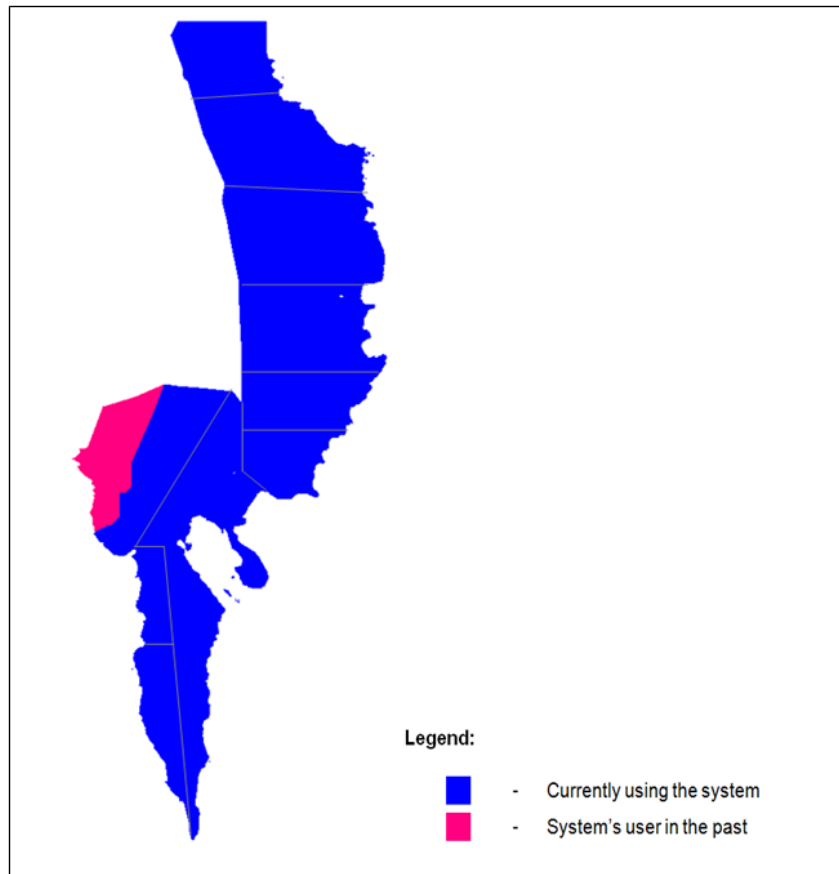 Legend:
- Currently using the system
- System's user in the past